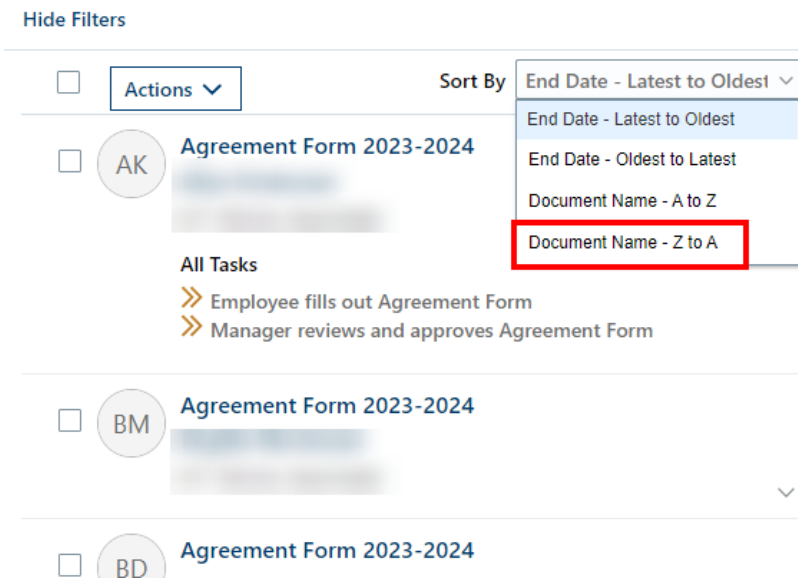 Hide Filters
Actions
Sort By
End Date - Latest to Oldest
End Date - Latest to Oldest
End Date - Oldest to Latest
Document Name - A to Z
Document Name - Z to A
AK
Agreement Form 2023-2024
All Tasks
Employee fills out Agreement Form
Manager reviews and approves Agreement Form
BM
Agreement Form 2023-2024
BD
Agreement Form 2023-2024